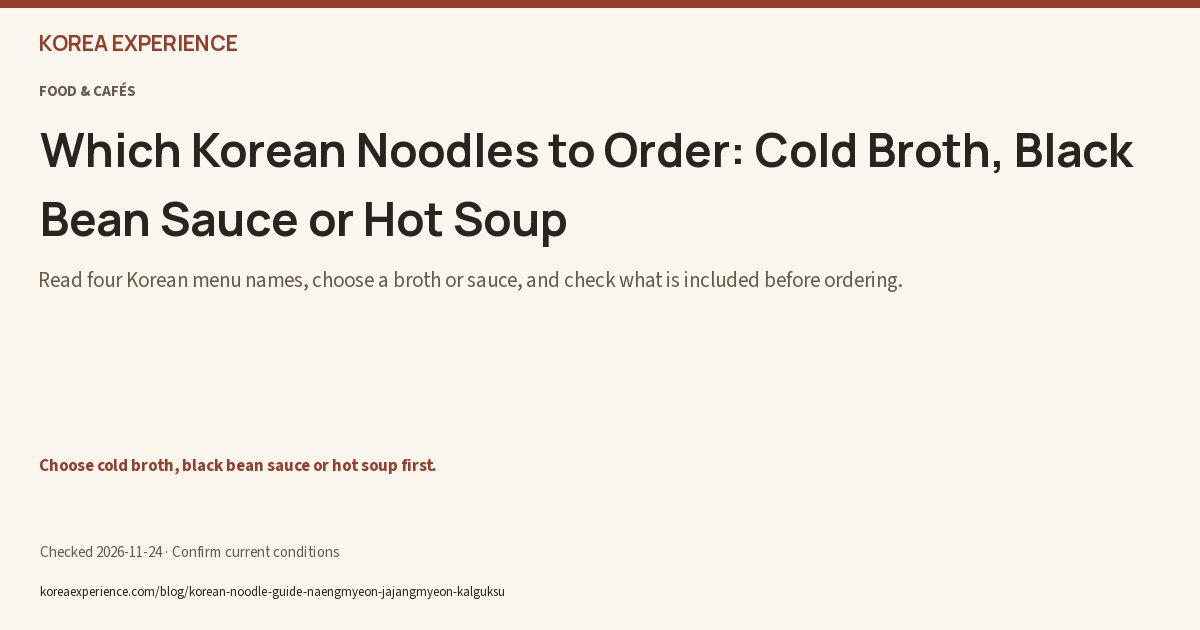 KOREA EXPERIENCE
FOOD & CAFÉS
Which Korean Noodles to Order: Cold Broth, Black
Bean Sauce or Hot Soup
Read four Korean menu names, choose a broth or sauce, and check what is included before ordering.
Choose cold broth, black bean sauce or hot soup first.
Checked 2026-11-24 · Confirm current conditions
koreaexperience.com/blog/korean-noodle-guide-naengmyeon-jajangmyeon-kalguksu